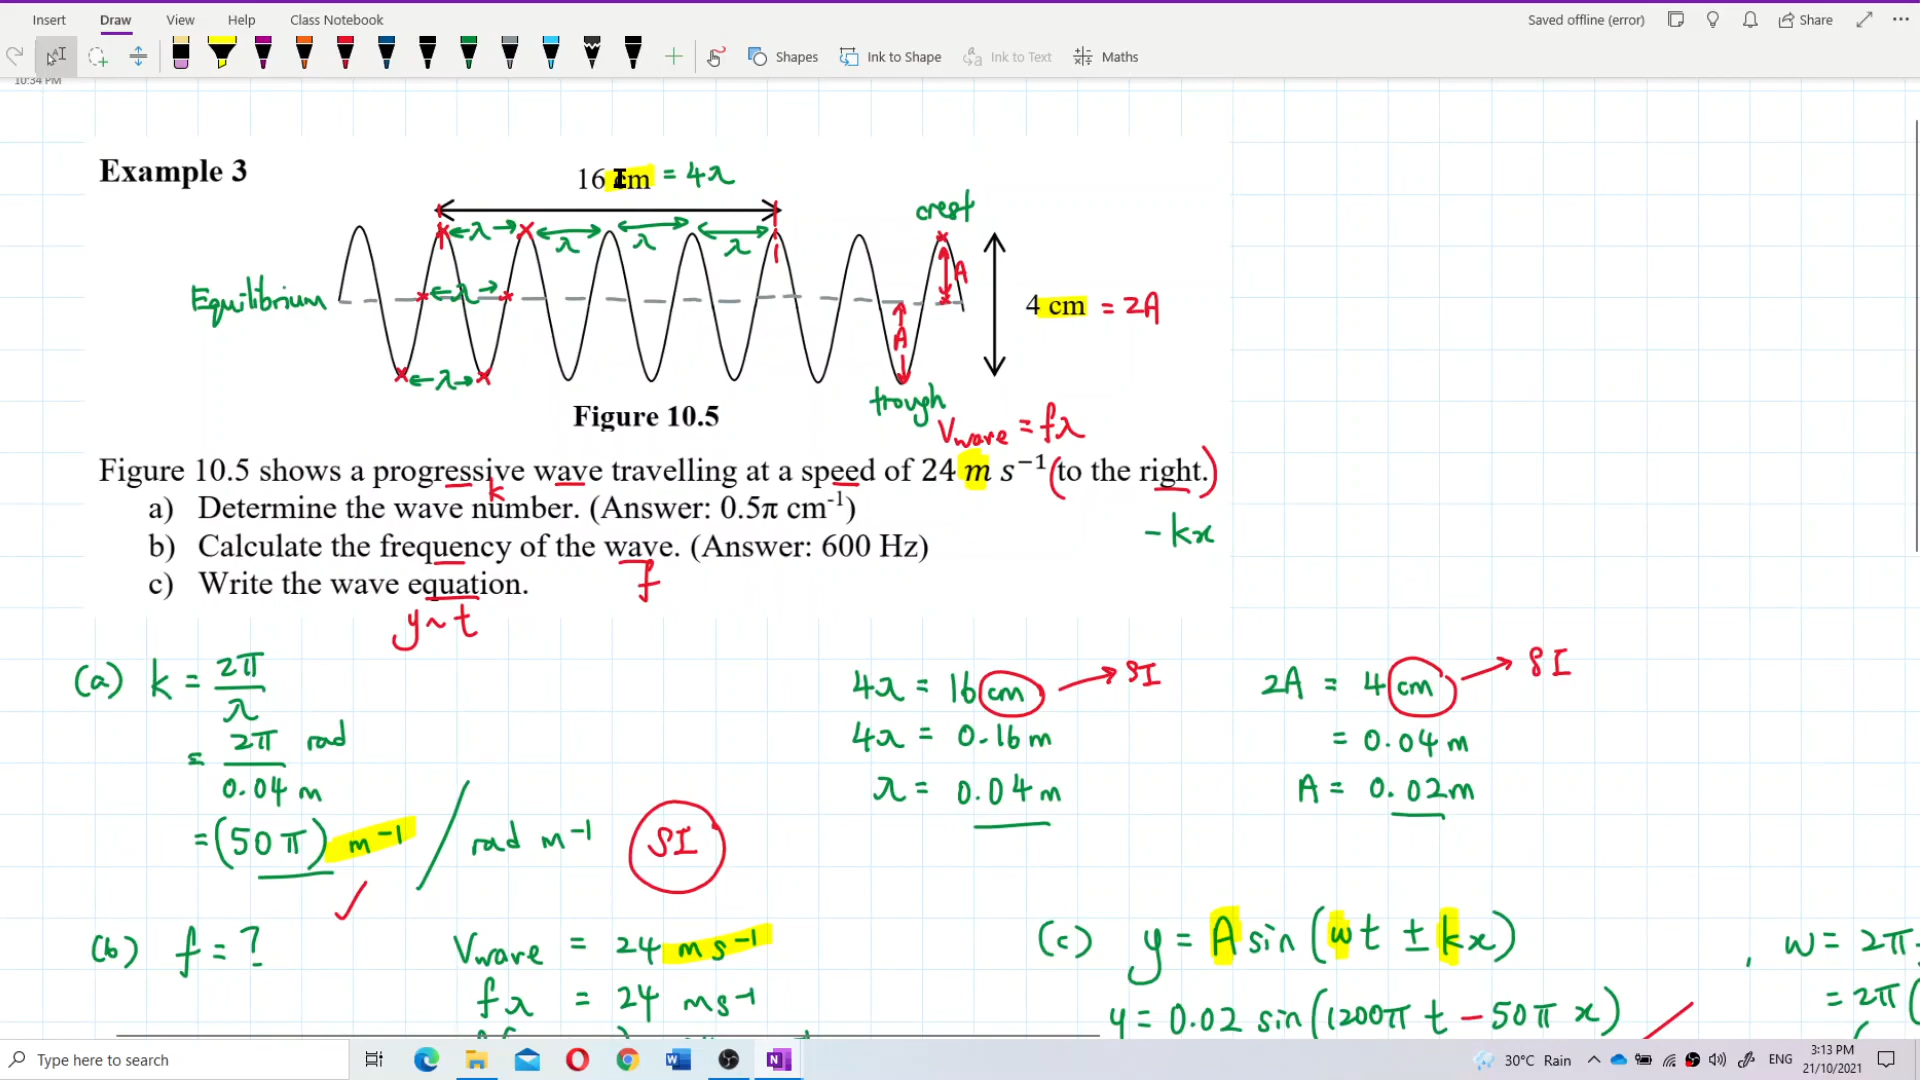 Insert Draw View Help Class Notebook Saved offline (error) Share
Shapes Ink to Shape Ink to Text Maths
10:34 PM
Example 3
16 cm = 4λ
crest
λ λ λ λ
A
Equilibrium λ
4 cm = 2A
A
λ
trough
Figure 10.5
Vwave = fλ
Figure 10.5 shows a progressive wave travelling at a speed of 24 m s⁻¹ (to the right.)
k
a) Determine the wave number. (Answer: 0.5π cm⁻¹)
- kx
b) Calculate the frequency of the wave. (Answer: 600 Hz)
f
c) Write the wave equation.
y ~ t
(a) k = 2π / λ
= 2π rad / 0.04 m
= (50π) m⁻¹ / rad m⁻¹ SI
4λ = 16 cm → SI
4λ = 0.16 m
λ = 0.04 m
2A = 4 cm → SI
= 0.04 m
A = 0.02 m
(b) f = ?
Vwave = 24 m s⁻¹
fλ = 24 ms⁻¹
(c) y = A sin (ωt ± kx) , ω = 2π
y = 0.02 sin (1200π t - 50π x)
= 2π (
Type here to search 30°C Rain ENG 3:13 PM
21/10/2021